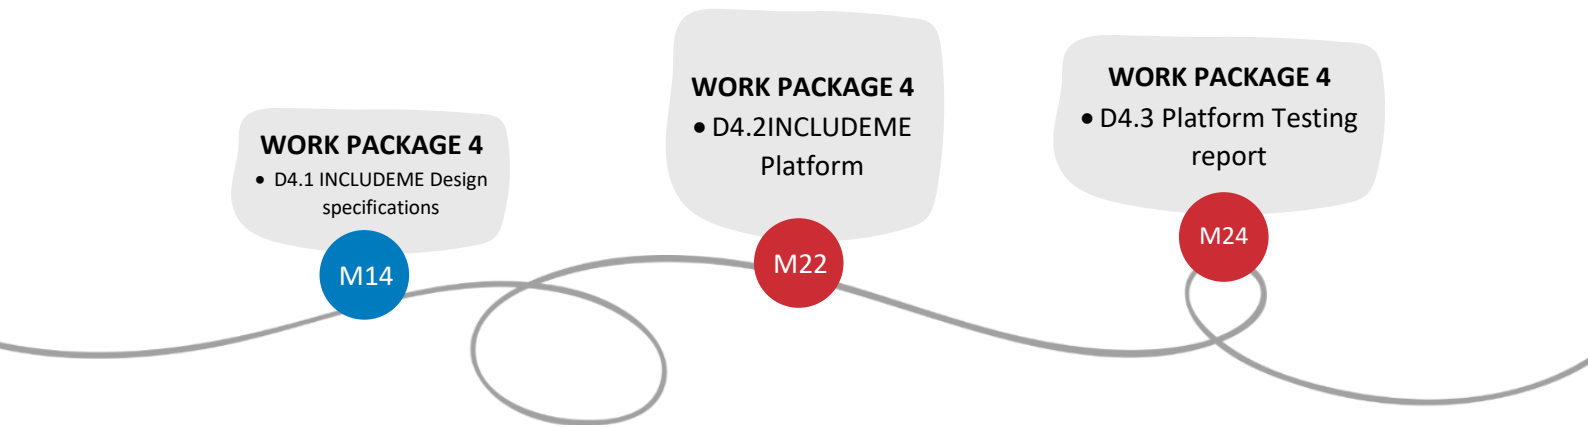 WORK PACKAGE 4
• D4.1 INCLUDEME Design
specifications
M14
WORK PACKAGE 4
• D4.2INCLUDEME
Platform
M22
WORK PACKAGE 4
• D4.3 Platform Testing
report
M24